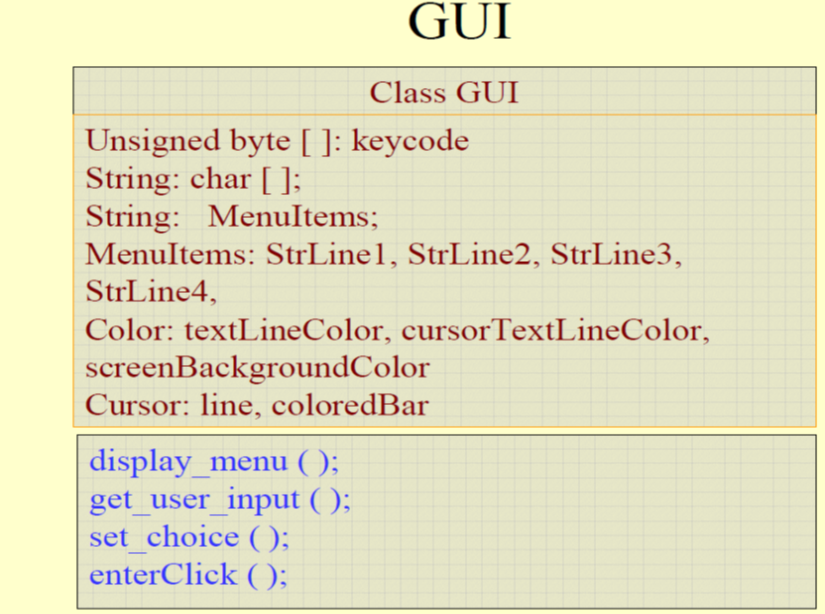 GUI
Class GUI
Unsigned byte [ ]: keycode
String: char [ ];
String: MenuItems;
MenuItems: StrLine1, StrLine2, StrLine3,
StrLine4,
Color: textLineColor, cursorTextLineColor,
screenBackgroundColor
Cursor: line, coloredBar
display_menu ( );
get_user_input ( );
set_choice ( );
enterClick ( );